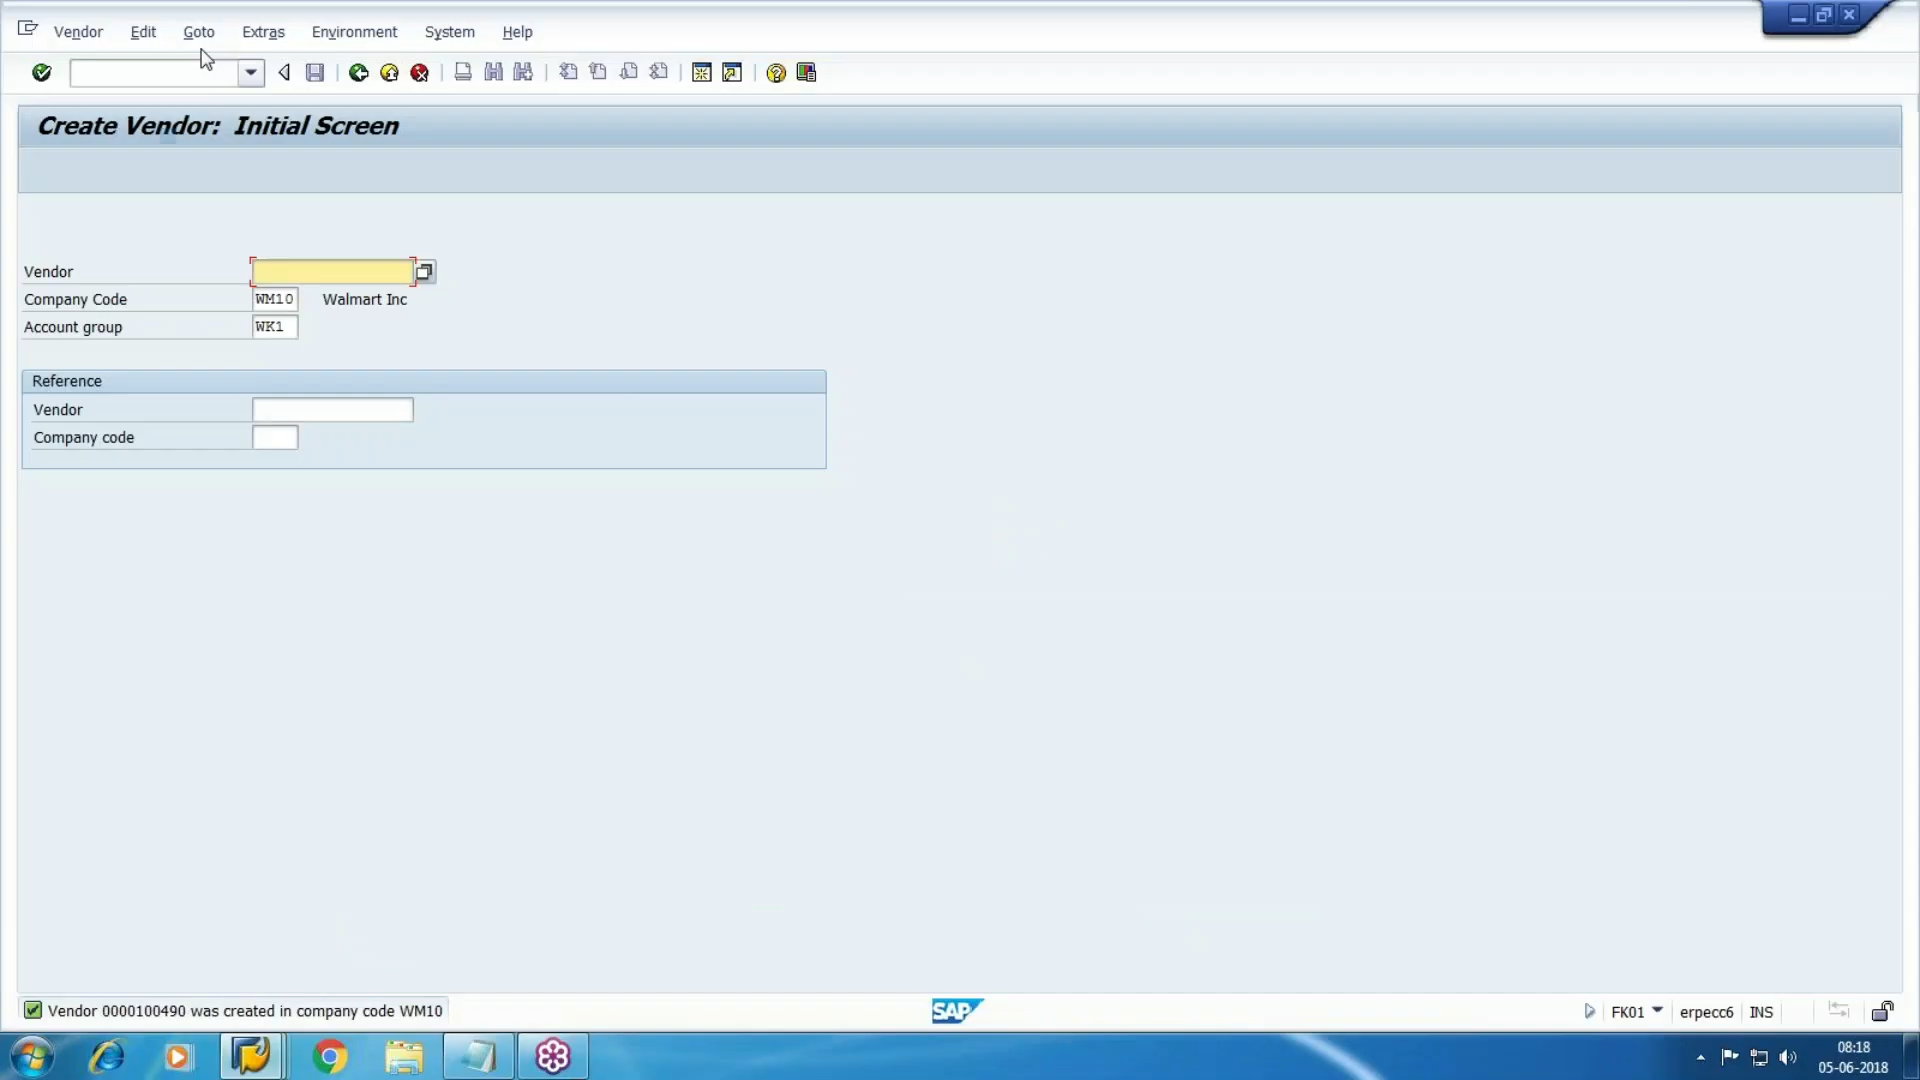 Vendor Edit Goto Extras Environment System Help
Create Vendor: Initial Screen
Vendor
Company Code WM10 Walmart Inc
Account group WK1
Reference
Vendor
Company code
Vendor 0000100490 was created in company code WM10
SAP
FK01 erpecc6 INS
08:18
05-06-2018